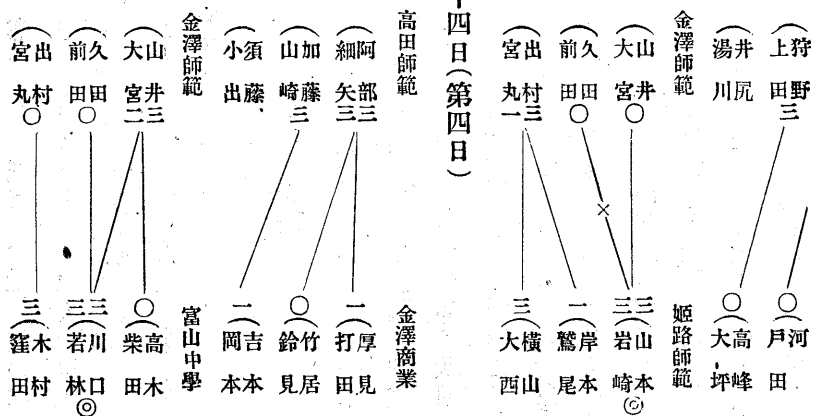 狩野三
上田
○ 河
戸田
井尻
湯川
○ 高峰
大坪
金澤師範
姫路師範
山井
大宮 ○
三 山本
三 岩崎 ◎
久田
前田 ○
×
岸本
一 鷲尾
出村三
宮丸一
橫山
三 大西
四日(第四日)
高田師範
金澤商業
阿部三
細矢三
厚見
一 打田
加藤
山崎三
竹居
○ 鈴見
須藤
小出
吉本
一 岡本
金澤師範
富山中學
山井三
大宮二
高木
○ 柴田
久田
前田 ○
三 川口
三 若林 ◎
出村
宮丸 ○
木村
三 窪田